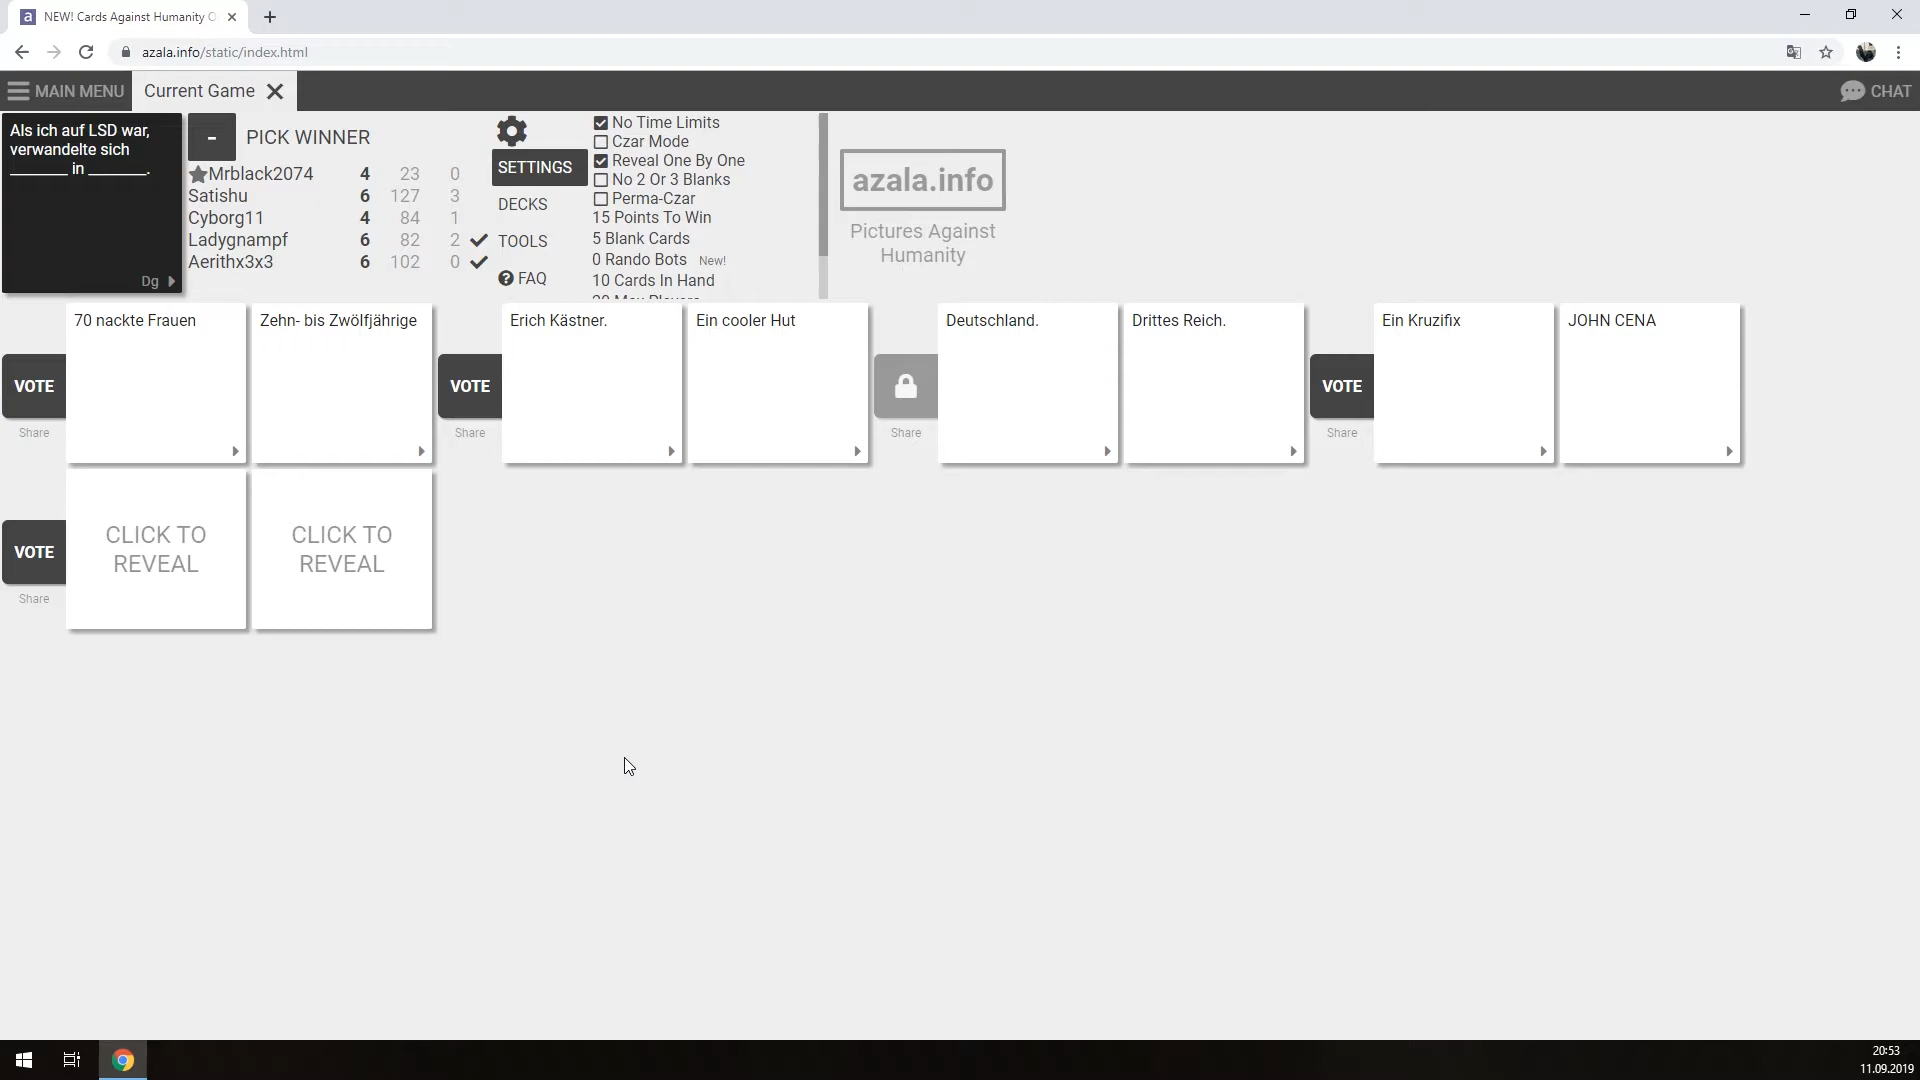 NEW! Cards Against Humanity O
azala.info/static/index.html
MAIN MENU
Current Game
CHAT
Als ich auf LSD war,
verwandelte sich
_______ in _______.
Dg
-
PICK WINNER
Mrblack2074 4 23 0
Satishu 6 127 3
Cyborg11 4 84 1
Ladygnampf 6 82 2
Aerithx3x3 6 102 0
SETTINGS
DECKS
TOOLS
FAQ
No Time Limits
Czar Mode
Reveal One By One
No 2 Or 3 Blanks
Perma-Czar
15 Points To Win
5 Blank Cards
0 Rando Bots New!
10 Cards In Hand
20 Max Players
azala.info
Pictures Against
Humanity
VOTE
Share
70 nackte Frauen
Zehn- bis Zwölfjährige
VOTE
Share
Erich Kästner.
Ein cooler Hut
Share
Deutschland.
Drittes Reich.
VOTE
Share
Ein Kruzifix
JOHN CENA
VOTE
Share
CLICK TO
REVEAL
CLICK TO
REVEAL
20:53
11.09.2019